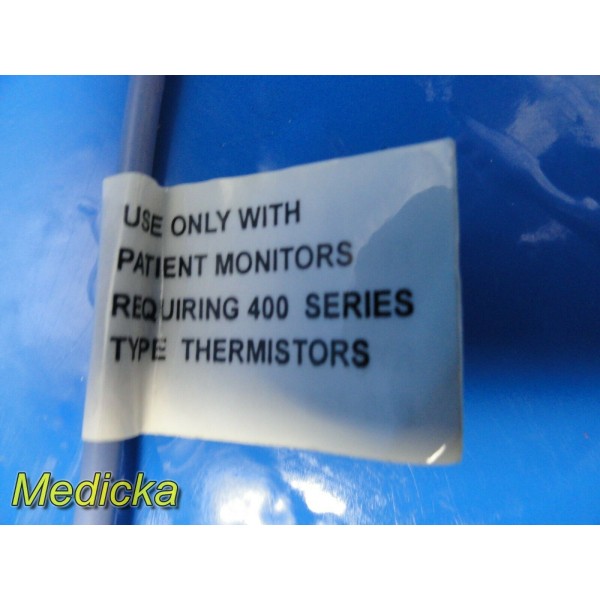 USE ONLY WITH
PATIENT MONITORS
REQUIRING 400 SERIES
TYPE THERMISTORS
Medicka